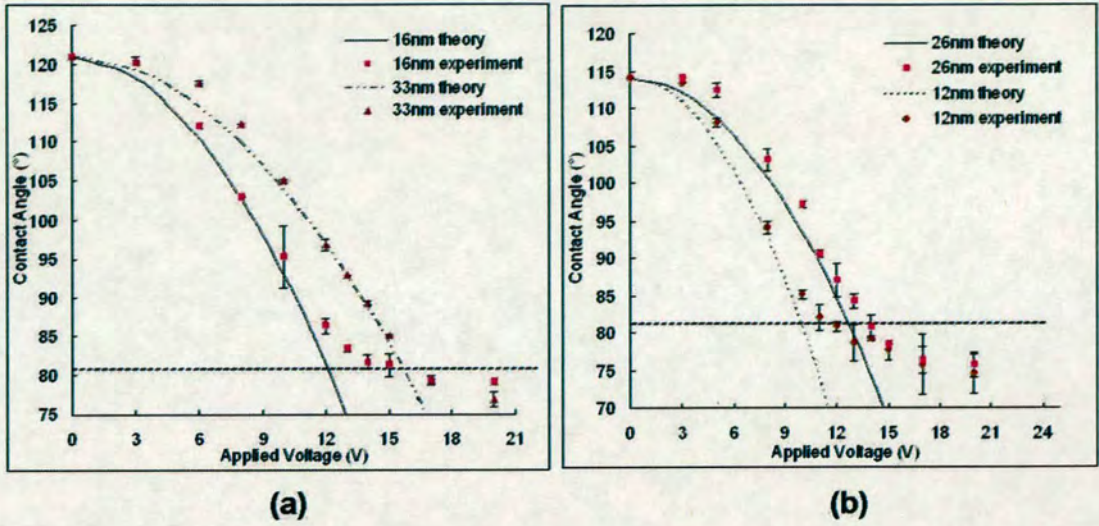 125
120
115
110
105
100
95
90
85
80
75
Contact Angle (°)
16nm theory
16nm experiment
33nm theory
33nm experiment
0 3 6 9 12 15 18 21
Applied Voltage (V)
(a)
120
115
110
105
100
95
90
85
80
75
70
Contact Angle (°)
26nm theory
26nm experiment
12nm theory
12nm experiment
0 3 6 9 12 15 18 21 24
Applied Voltage (V)
(b)